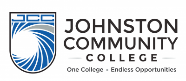 JCC
JOHNSTON
COMMUNITY
COLLEGE
One College - Endless Opportunities